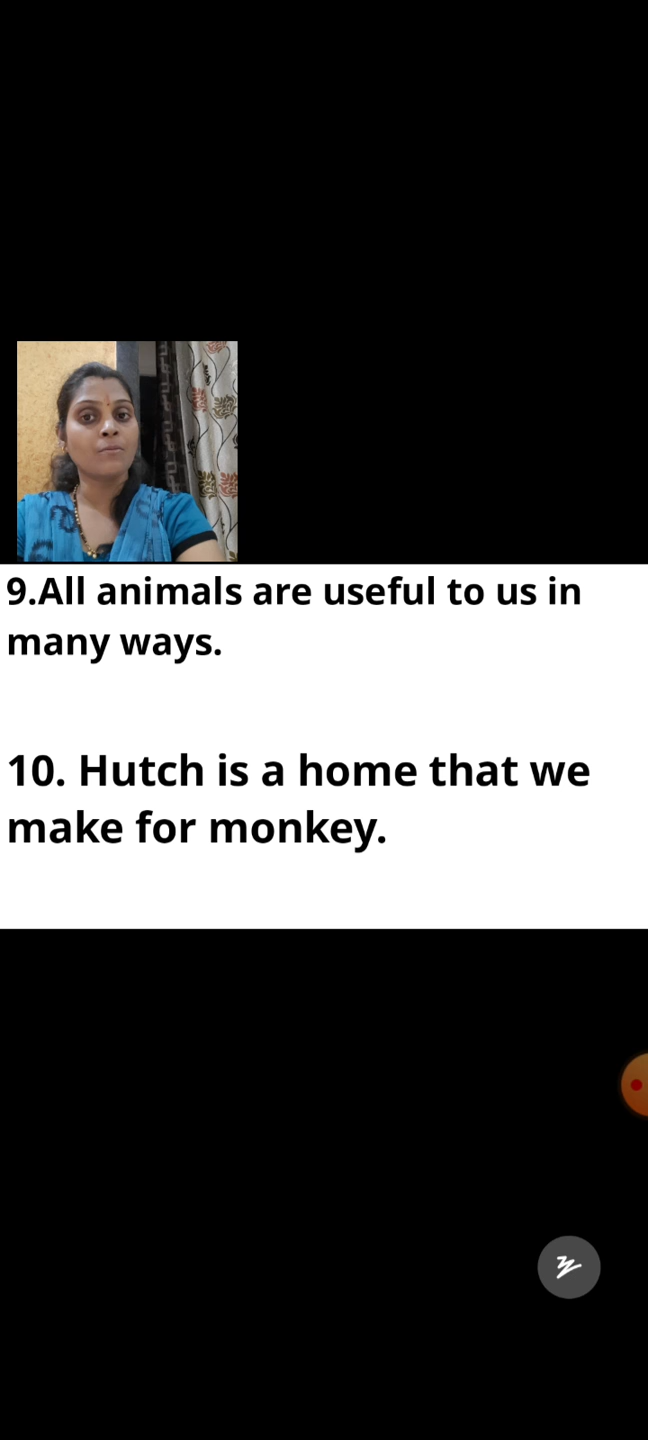 9.All animals are useful to us in
many ways.
10. Hutch is a home that we
make for monkey.